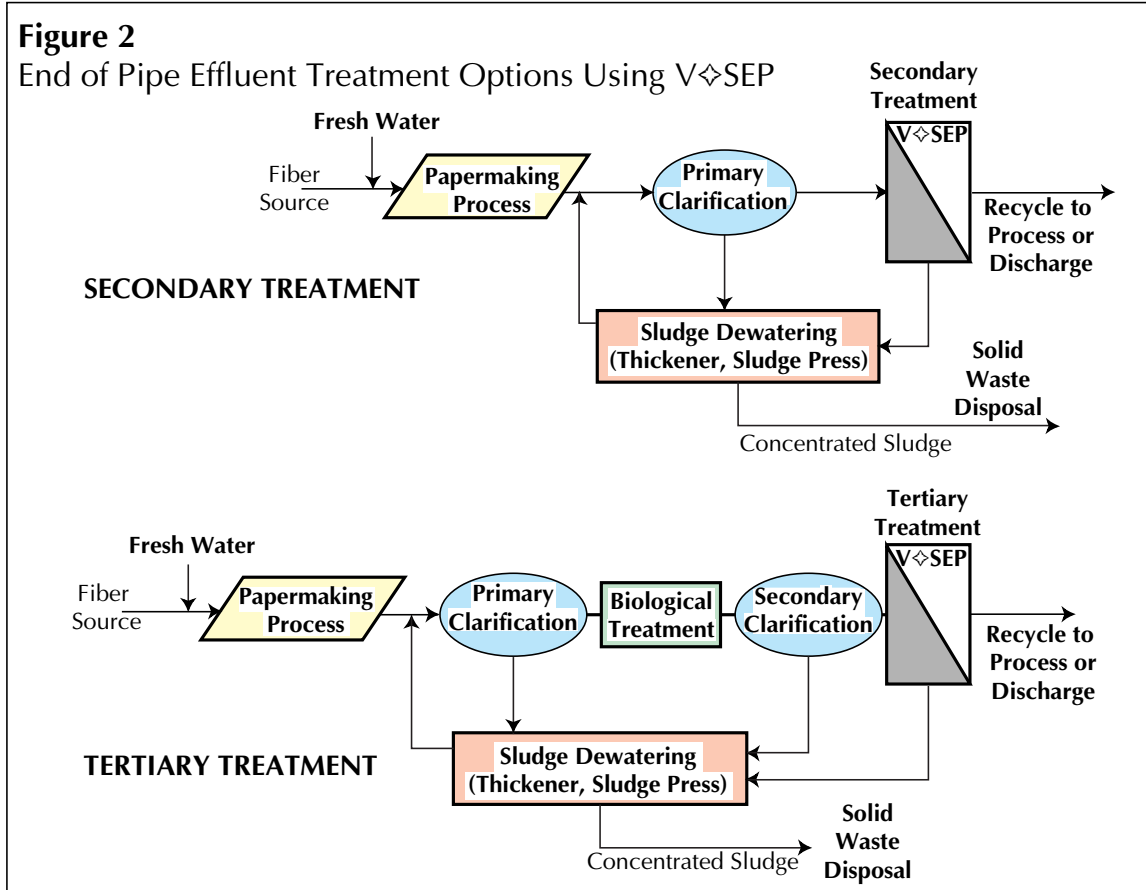 Figure 2
End of Pipe Effluent Treatment Options Using V✧SEP
Secondary
Treatment
Fresh Water
V✧SEP
Fiber
Source
Papermaking
Process
Primary
Clarification
Recycle to
Process or
Discharge
SECONDARY TREATMENT
Sludge Dewatering
(Thickener, Sludge Press)
Solid
Waste
Disposal
Concentrated Sludge
Tertiary
Treatment
Fresh Water
V✧SEP
Fiber
Source
Papermaking
Process
Primary
Clarification
Biological
Treatment
Secondary
Clarification
Recycle to
Process or
Discharge
TERTIARY TREATMENT
Sludge Dewatering
(Thickener, Sludge Press)
Solid
Waste
Disposal
Concentrated Sludge